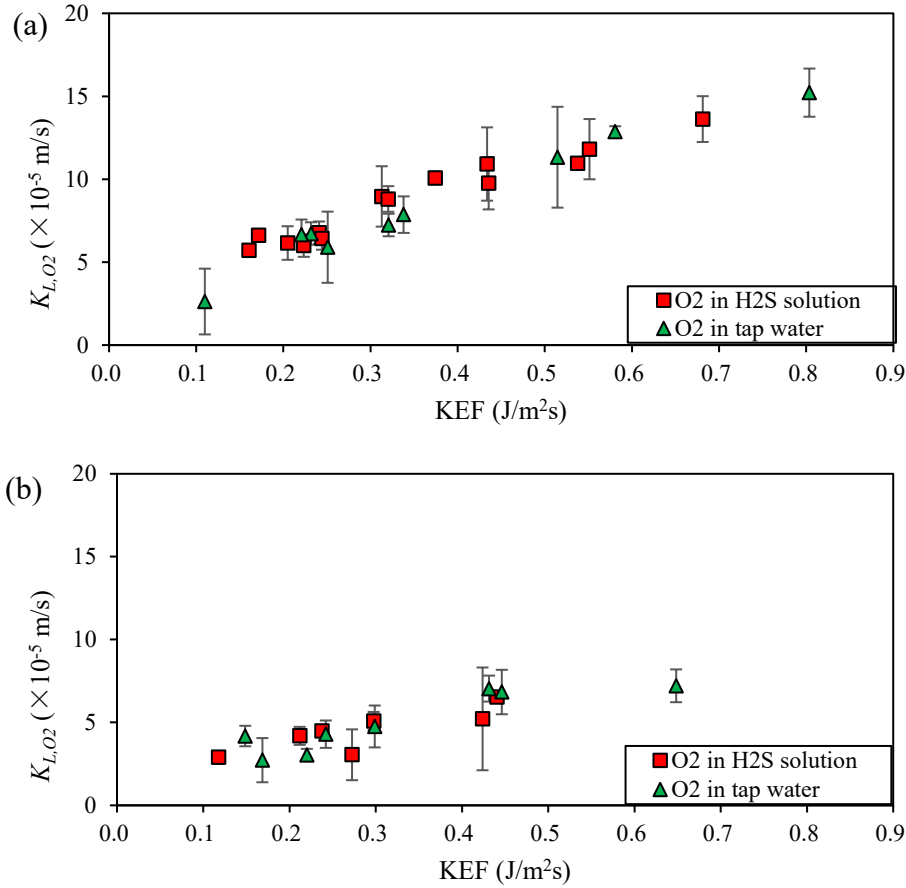 (a)
20
15
10
5
0
K_{L,O2} (×10^{-5} m/s)
O2 in H2S solution
O2 in tap water
0.0 0.1 0.2 0.3 0.4 0.5 0.6 0.7 0.8 0.9
KEF (J/m²s)
(b)
20
15
10
5
0
K_{L,O2} (×10^{-5} m/s)
O2 in H2S solution
O2 in tap water
0.0 0.1 0.2 0.3 0.4 0.5 0.6 0.7 0.8 0.9
KEF (J/m²s)